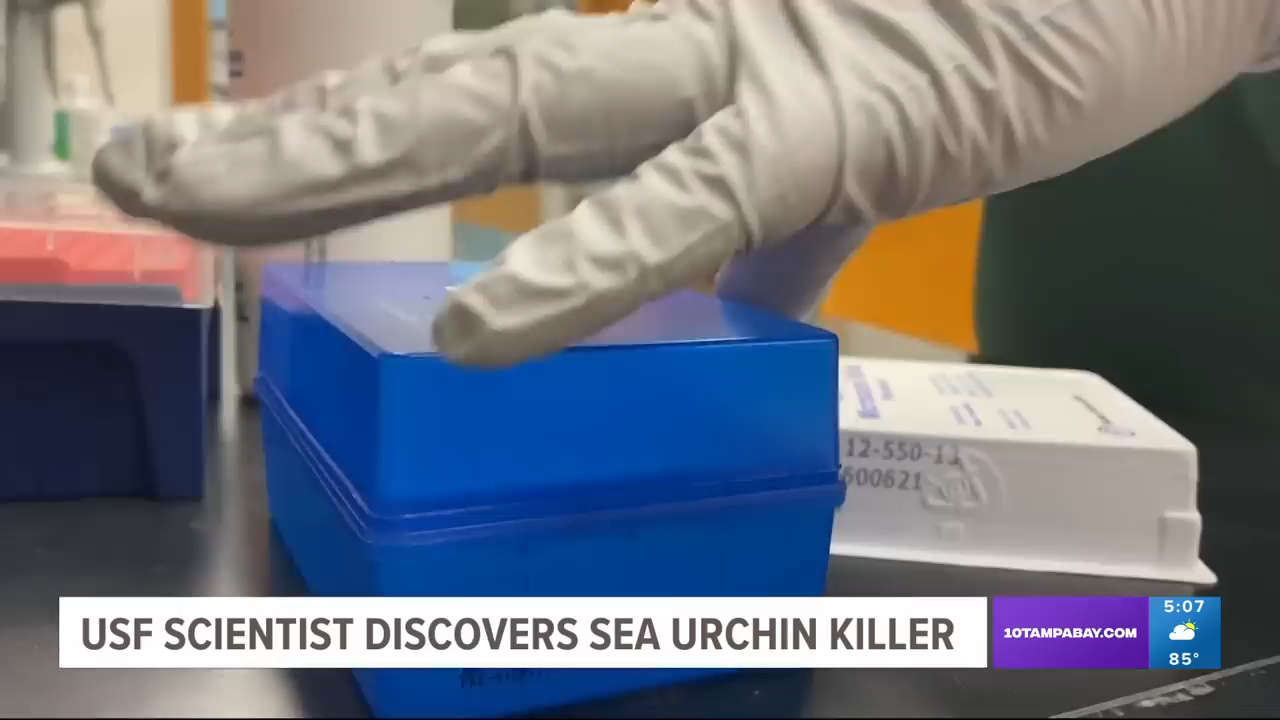 12-550-13
600621
USF SCIENTIST DISCOVERS SEA URCHIN KILLER
10TAMPABAY.COM
5:07
85°